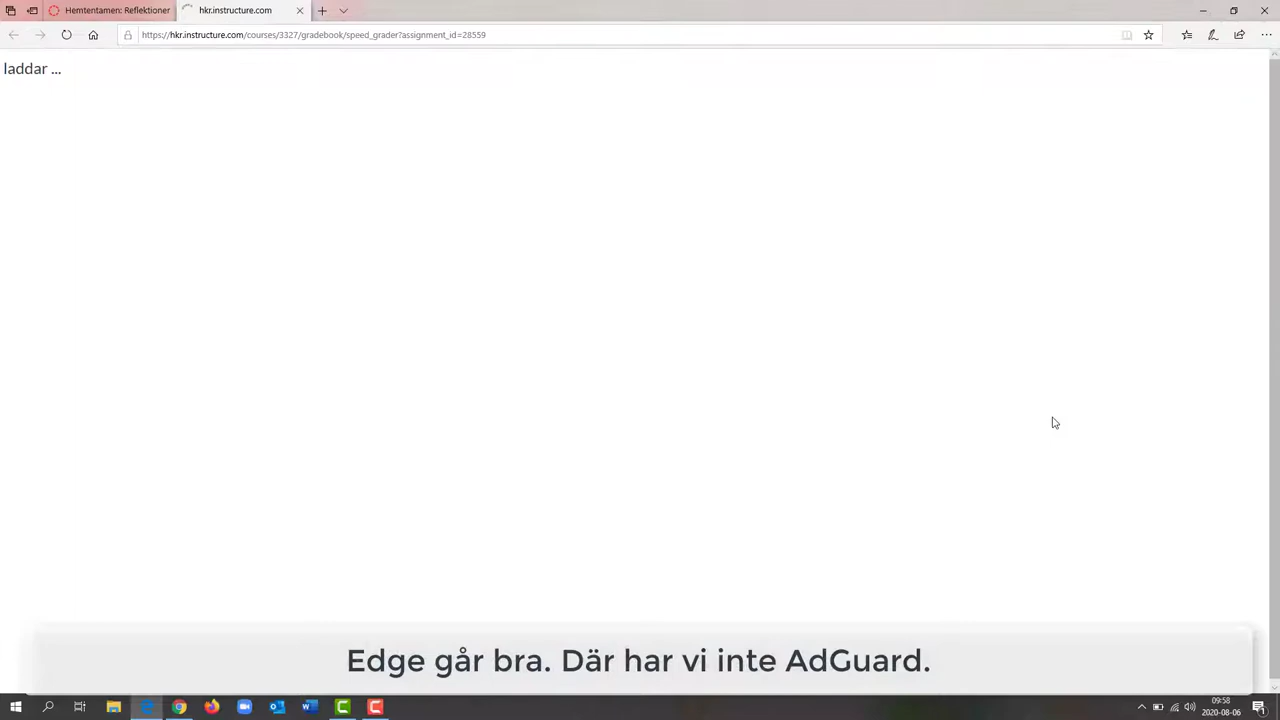 Hemtentamen: Reflektioner
hkr.instructure.com
https://hkr.instructure.com/courses/3327/gradebook/speed_grader?assignment_id=28559
laddar ...
Edge går bra. Där har vi inte AdGuard.
09:58
2020-08-06